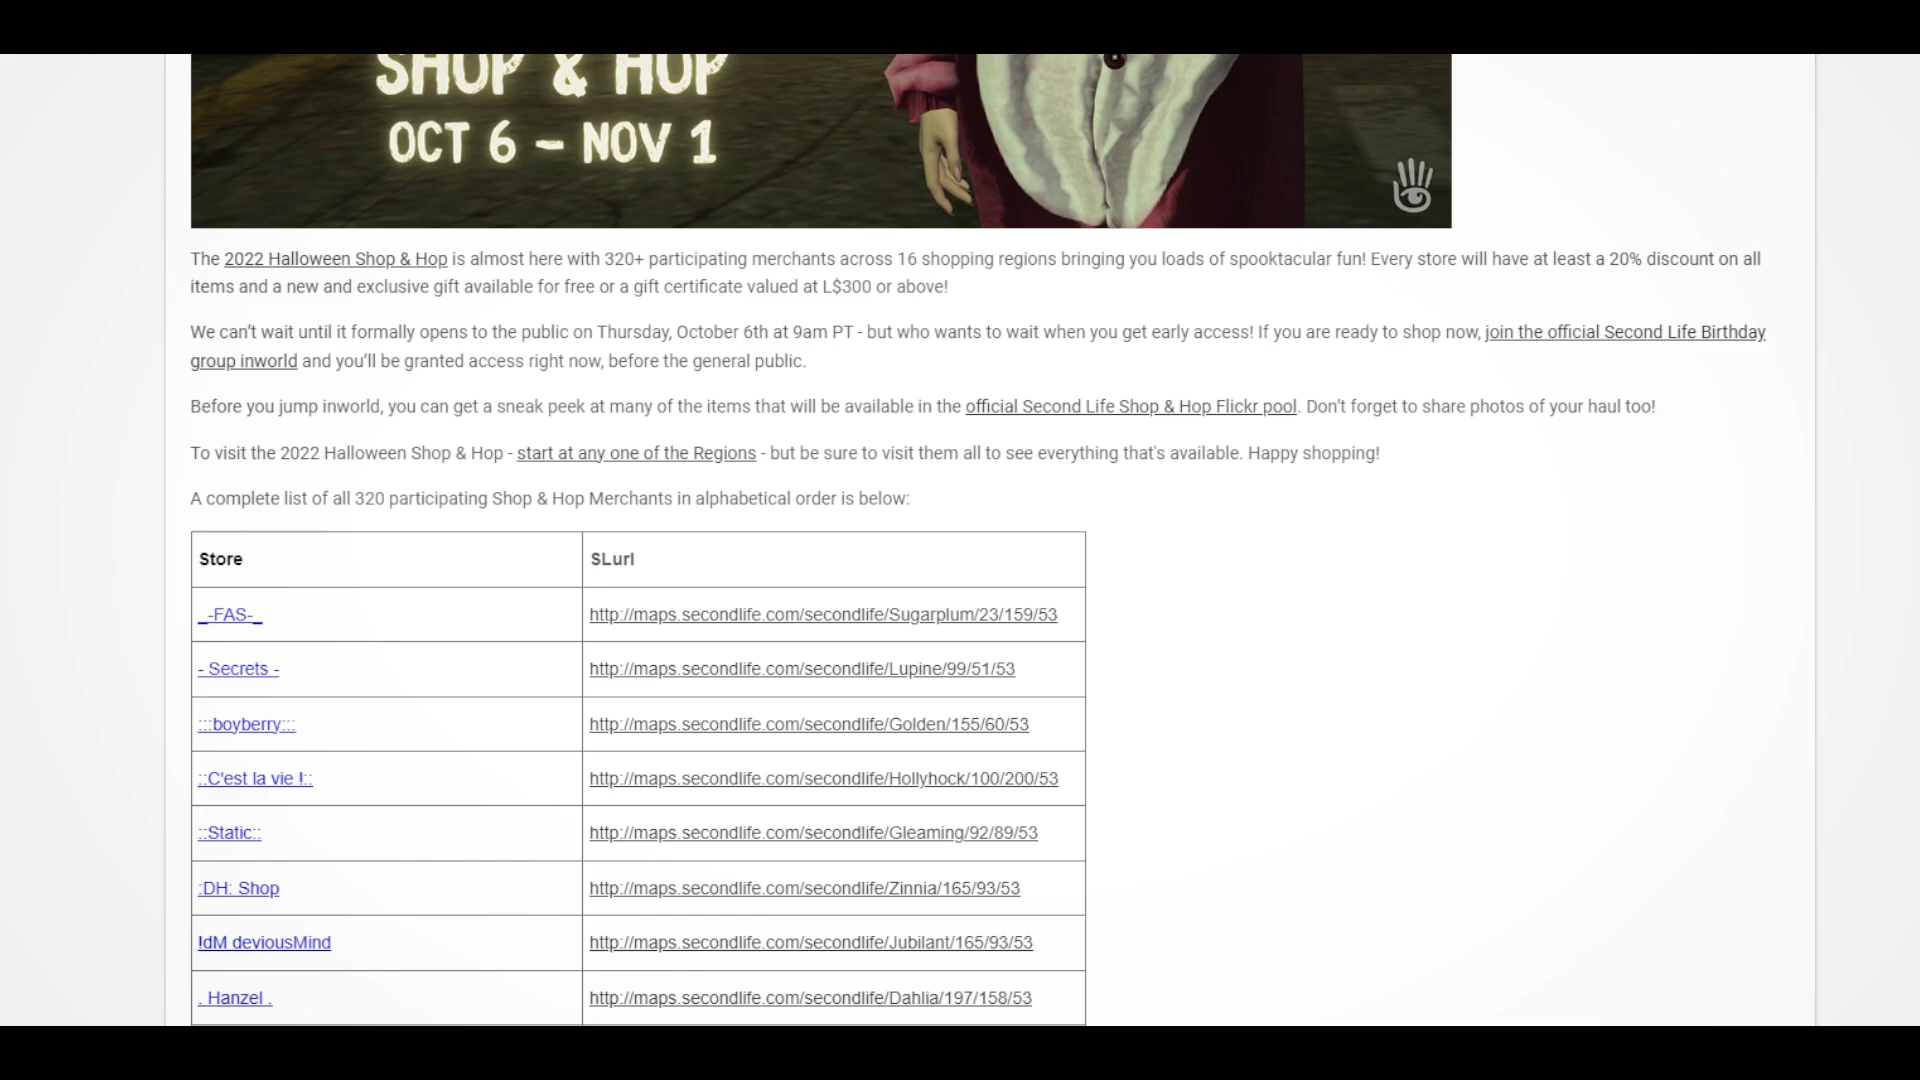 SHOP & HOP
OCT 6 – NOV 1
The 2022 Halloween Shop & Hop is almost here with 320+ participating merchants across 16 shopping regions bringing you loads of spooktacular fun! Every store will have at least a 20% discount on all
items and a new and exclusive gift available for free or a gift certificate valued at L$300 or above!
We can’t wait until it formally opens to the public on Thursday, October 6th at 9am PT - but who wants to wait when you get early access! If you are ready to shop now, join the official Second Life Birthday
group inworld and you’ll be granted access right now, before the general public.
Before you jump inworld, you can get a sneak peek at many of the items that will be available in the official Second Life Shop & Hop Flickr pool. Don’t forget to share photos of your haul too!
To visit the 2022 Halloween Shop & Hop - start at any one of the Regions - but be sure to visit them all to see everything that's available. Happy shopping!
A complete list of all 320 participating Shop & Hop Merchants in alphabetical order is below:
Store SLurl
_-FAS-_ http://maps.secondlife.com/secondlife/Sugarplum/23/159/53
- Secrets - http://maps.secondlife.com/secondlife/Lupine/99/51/53
:::boyberry::: http://maps.secondlife.com/secondlife/Golden/155/60/53
::C'est la vie !:: http://maps.secondlife.com/secondlife/Hollyhock/100/200/53
::Static:: http://maps.secondlife.com/secondlife/Gleaming/92/89/53
:DH: Shop http://maps.secondlife.com/secondlife/Zinnia/165/93/53
!dM deviousMind http://maps.secondlife.com/secondlife/Jubilant/165/93/53
. Hanzel . http://maps.secondlife.com/secondlife/Dahlia/197/158/53